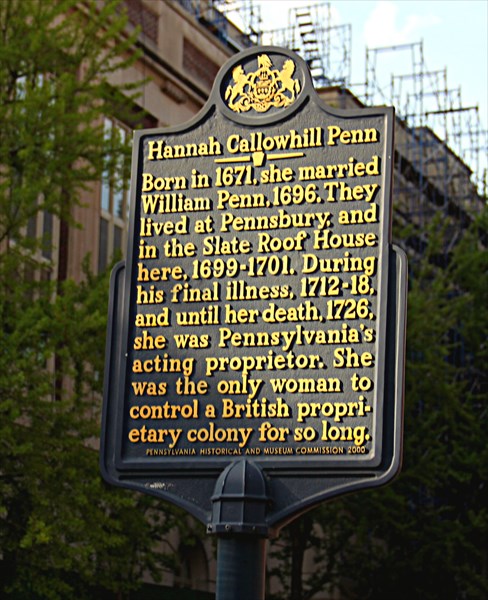 Hannah Callowhill Penn
Born in 1671, she married
William Penn, 1696. They
lived at Pennsbury, and
in the Slate Roof House
here, 1699-1701. During
his final illness, 1712-18,
and until her death, 1726,
she was Pennsylvania's
acting proprietor. She
was the only woman to
control a British propri-
etary colony for so long.
PENNSYLVANIA HISTORICAL AND MUSEUM COMMISSION 2000